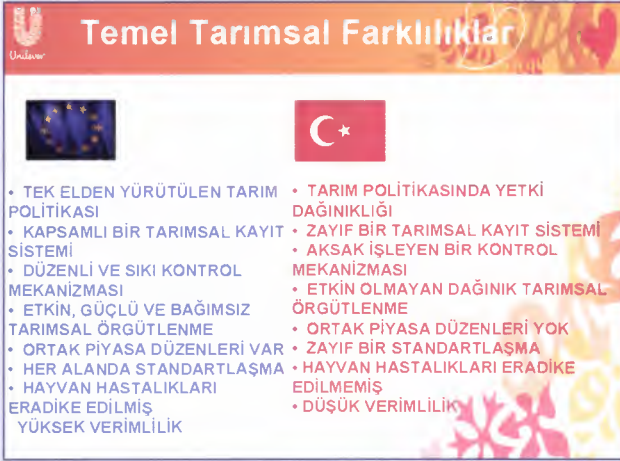 Unilever
Temel Tarımsal Farklılıklar
• TEK ELDEN YÜRÜTÜLEN TARIM
POLİTİKASI
• KAPSAMLI BİR TARIMSAL KAYIT
SİSTEMİ
• DÜZENLİ VE SIKI KONTROL
MEKANİZMASI
• ETKİN, GÜÇLÜ VE BAĞIMSIZ
TARIMSAL ÖRGÜTLENME
• ORTAK PİYASA DÜZENLERİ VAR
• HER ALANDA STANDARTLAŞMA
• HAYVAN HASTALIKLARI
ERADİKE EDİLMİŞ
YÜKSEK VERİMLİLİK
• TARIM POLİTİKASINDA YETKİ
DAĞINIKLIĞI
• ZAYIF BİR TARIMSAL KAYIT SİSTEMİ
• AKSAK İŞLEYEN BİR KONTROL
MEKANİZMASI
• ETKİN OLMAYAN DAĞINIK TARIMSAL
ÖRGÜTLENME
• ORTAK PİYASA DÜZENLERİ YOK
• ZAYIF BİR STANDARTLAŞMA
• HAYVAN HASTALIKLARI ERADİKE
EDİLMEMİŞ
• DÜŞÜK VERİMLİLİK